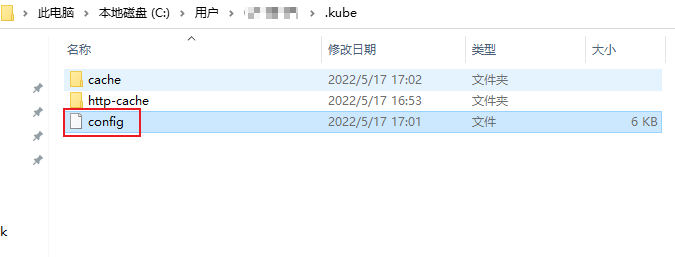 此电脑 > 本地磁盘 (C:) > 用户 > > .kube
名称 修改日期 类型 大小
cache 2022/5/17 17:02 文件夹
http-cache 2022/5/17 16:53 文件夹
config 2022/5/17 17:01 文件 6 KB
k